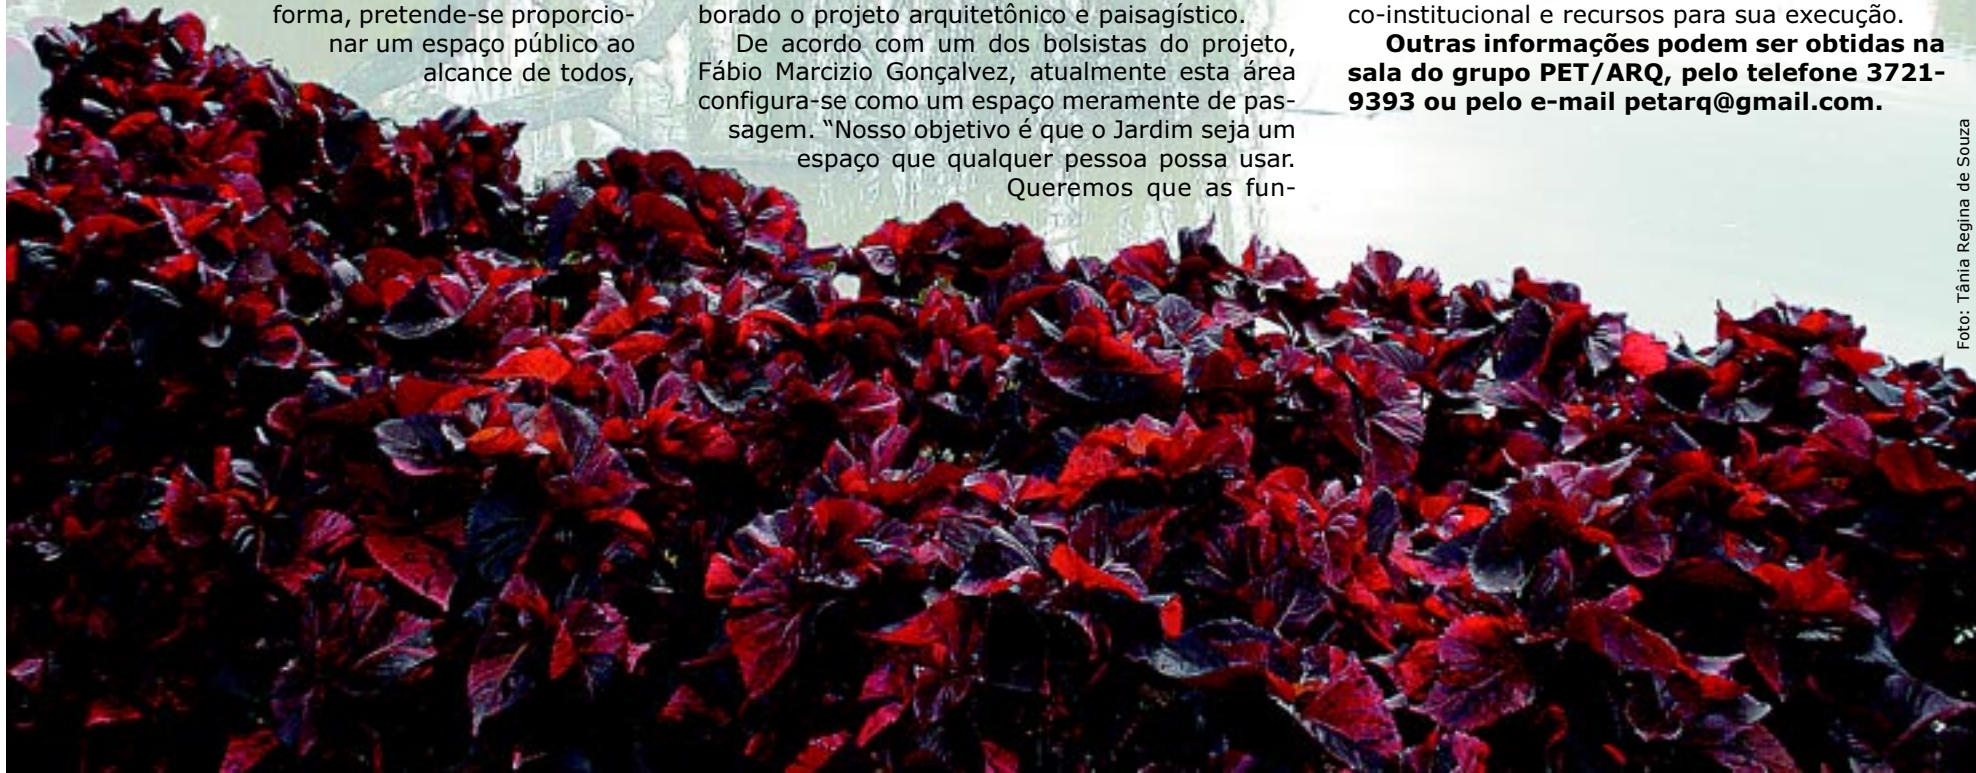 forma, pretende-se proporcio-
nar um espaço público ao
alcance de todos,
borado o projeto arquitetônico e paisagístico.
De acordo com um dos bolsistas do projeto,
Fábio Marcizio Gonçalvez, atualmente esta área
configura-se como um espaço meramente de pas-
sagem. “Nosso objetivo é que o Jardim seja um
espaço que qualquer pessoa possa usar.
Queremos que as fun-
co-institucional e recursos para sua execução.
Outras informações podem ser obtidas na
sala do grupo PET/ARQ, pelo telefone 3721-
9393 ou pelo e-mail petarq@gmail.com.
Foto: Tânia Regina de Souza